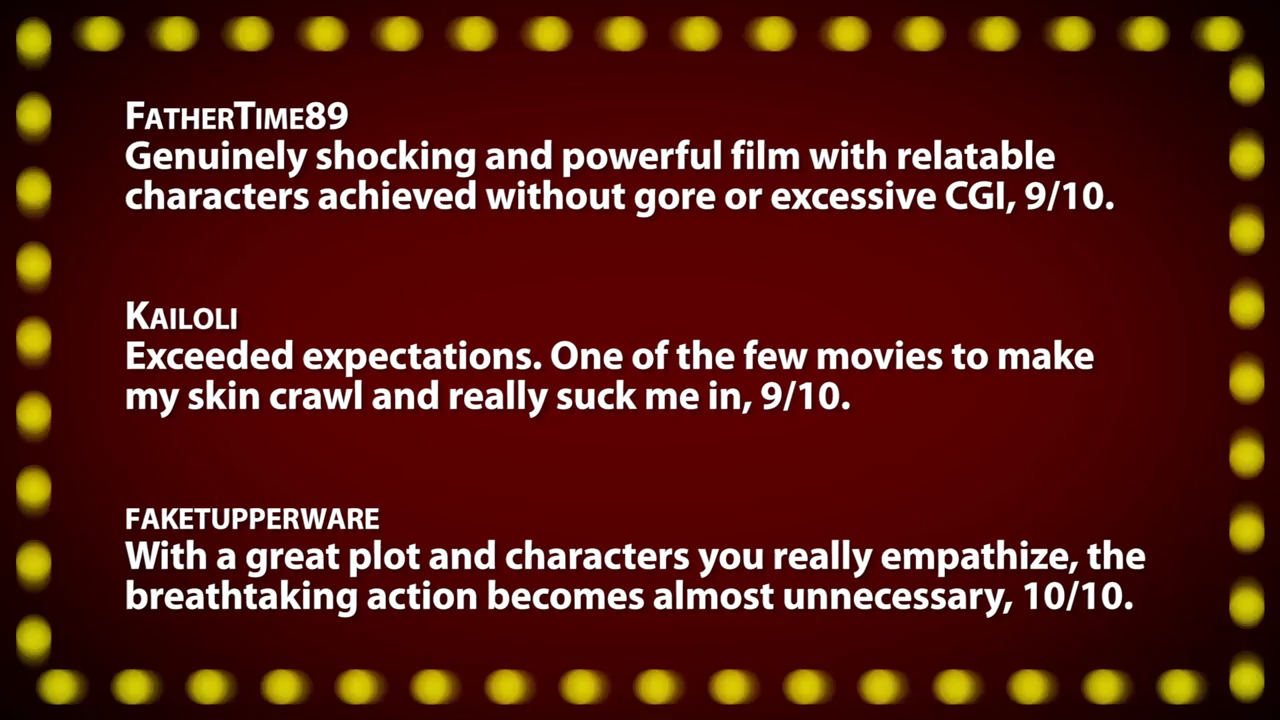 FatherTime89
Genuinely shocking and powerful film with relatable
characters achieved without gore or excessive CGI, 9/10.
Kailoli
Exceeded expectations. One of the few movies to make
my skin crawl and really suck me in, 9/10.
faketupperware
With a great plot and characters you really empathize, the
breathtaking action becomes almost unnecessary, 10/10.